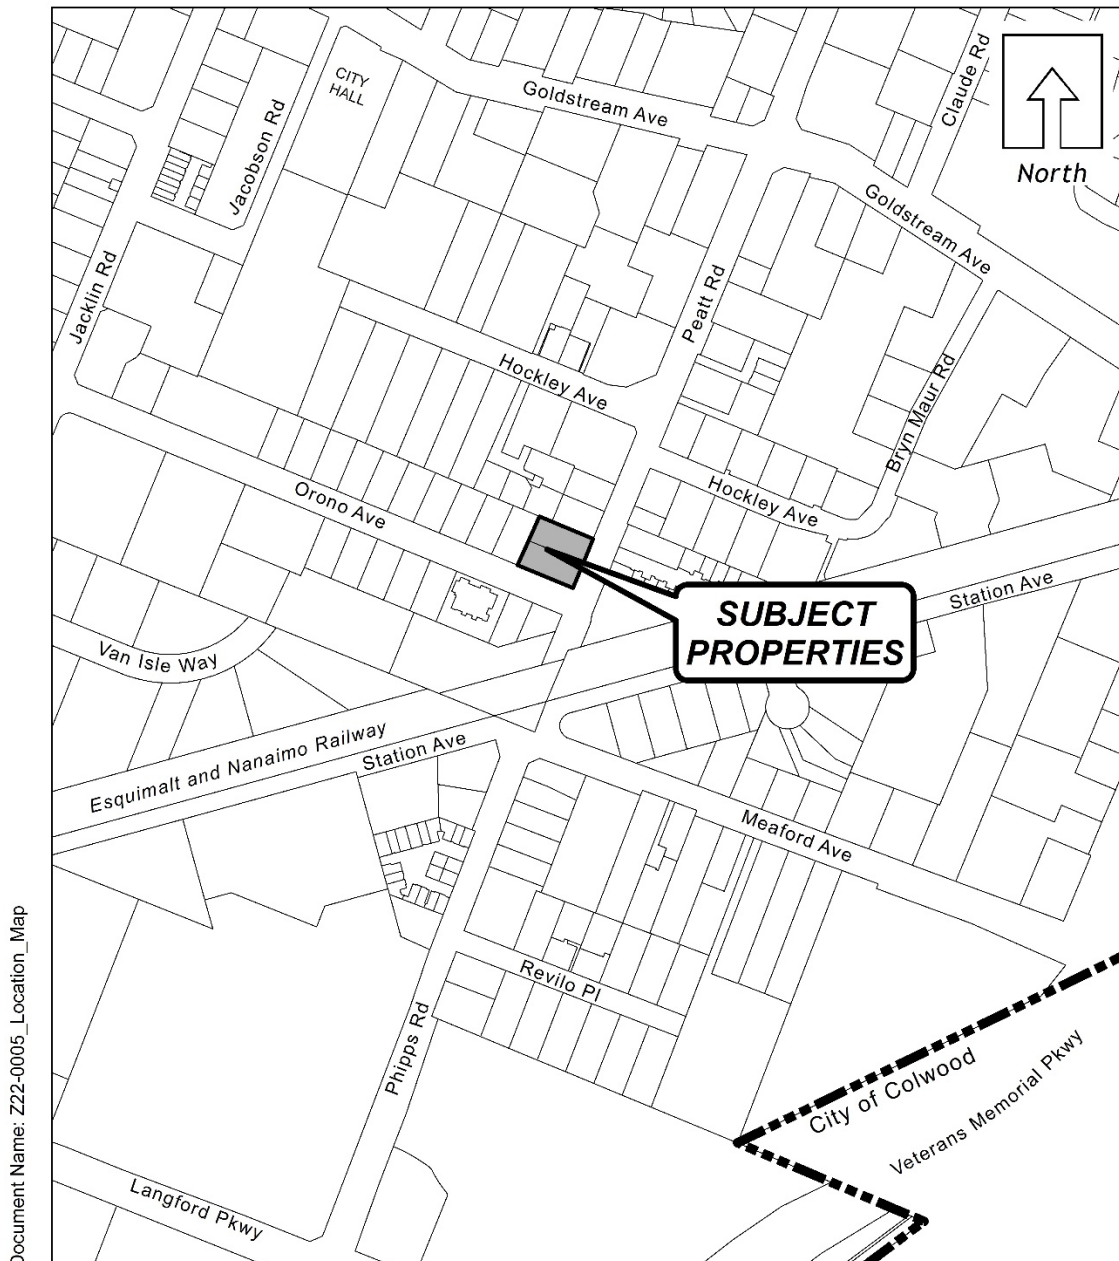 CITY
HALL
Goldstream Ave
Claude Rd
North
Jacobson Rd
Goldstream Ave
Jacklin Rd
Peatt Rd
Hockley Ave
Bryn Maur Rd
Orono Ave
Hockley Ave
SUBJECT
PROPERTIES
Station Ave
Van Isle Way
Esquimalt and Nanaimo Railway
Station Ave
Meaford Ave
Revilo Pl
Phipps Rd
City of Colwood
Veterans Memorial Pkwy
Langford Pkwy
Document Name: Z22-0005_Location_Map